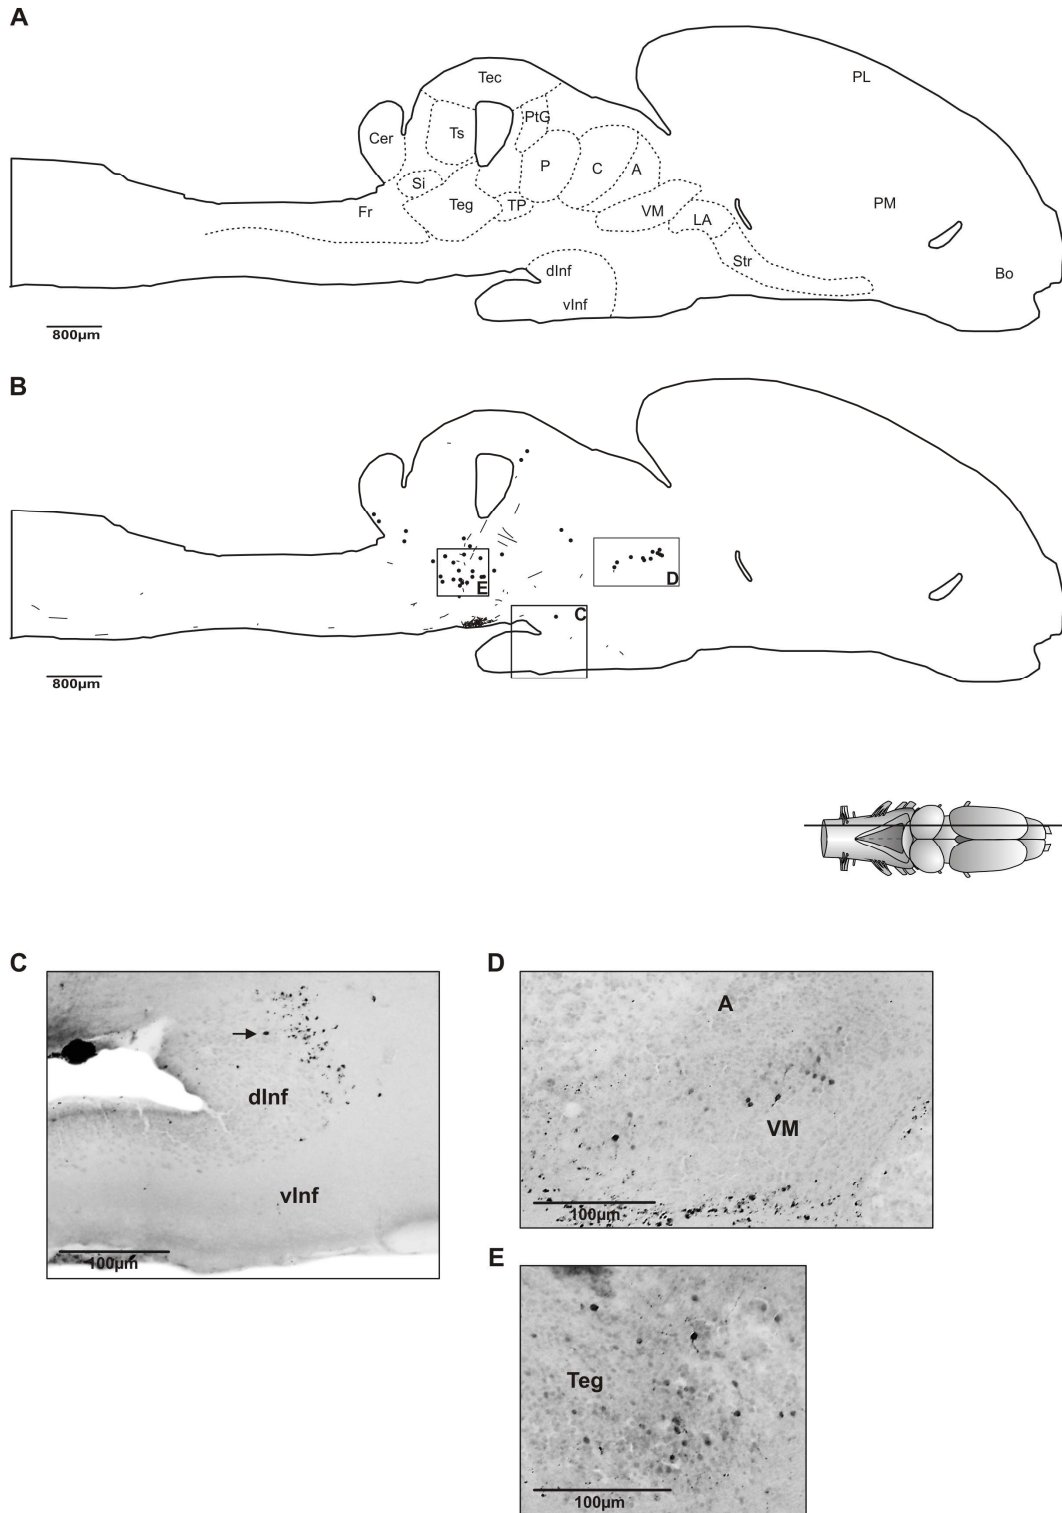 A
Tec
PL
Cer
Ts
PtG
P
C
A
Si
Fr
Teg
TP
VM
LA
PM
Str
dInf
vInf
Bo
800µm
B
E
D
C
800µm
C
dInf
vInf
100µm
D
A
VM
100µm
E
Teg
100µm